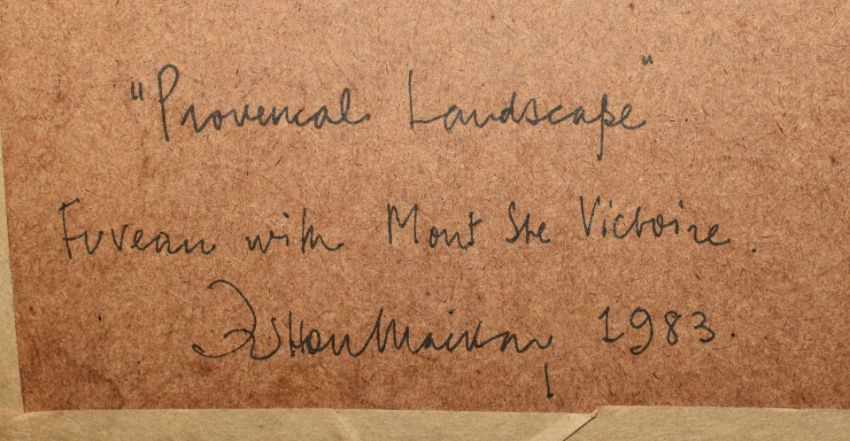 "Provencal Landscape"
Fuveau with Mont Ste Victoire.
1983.